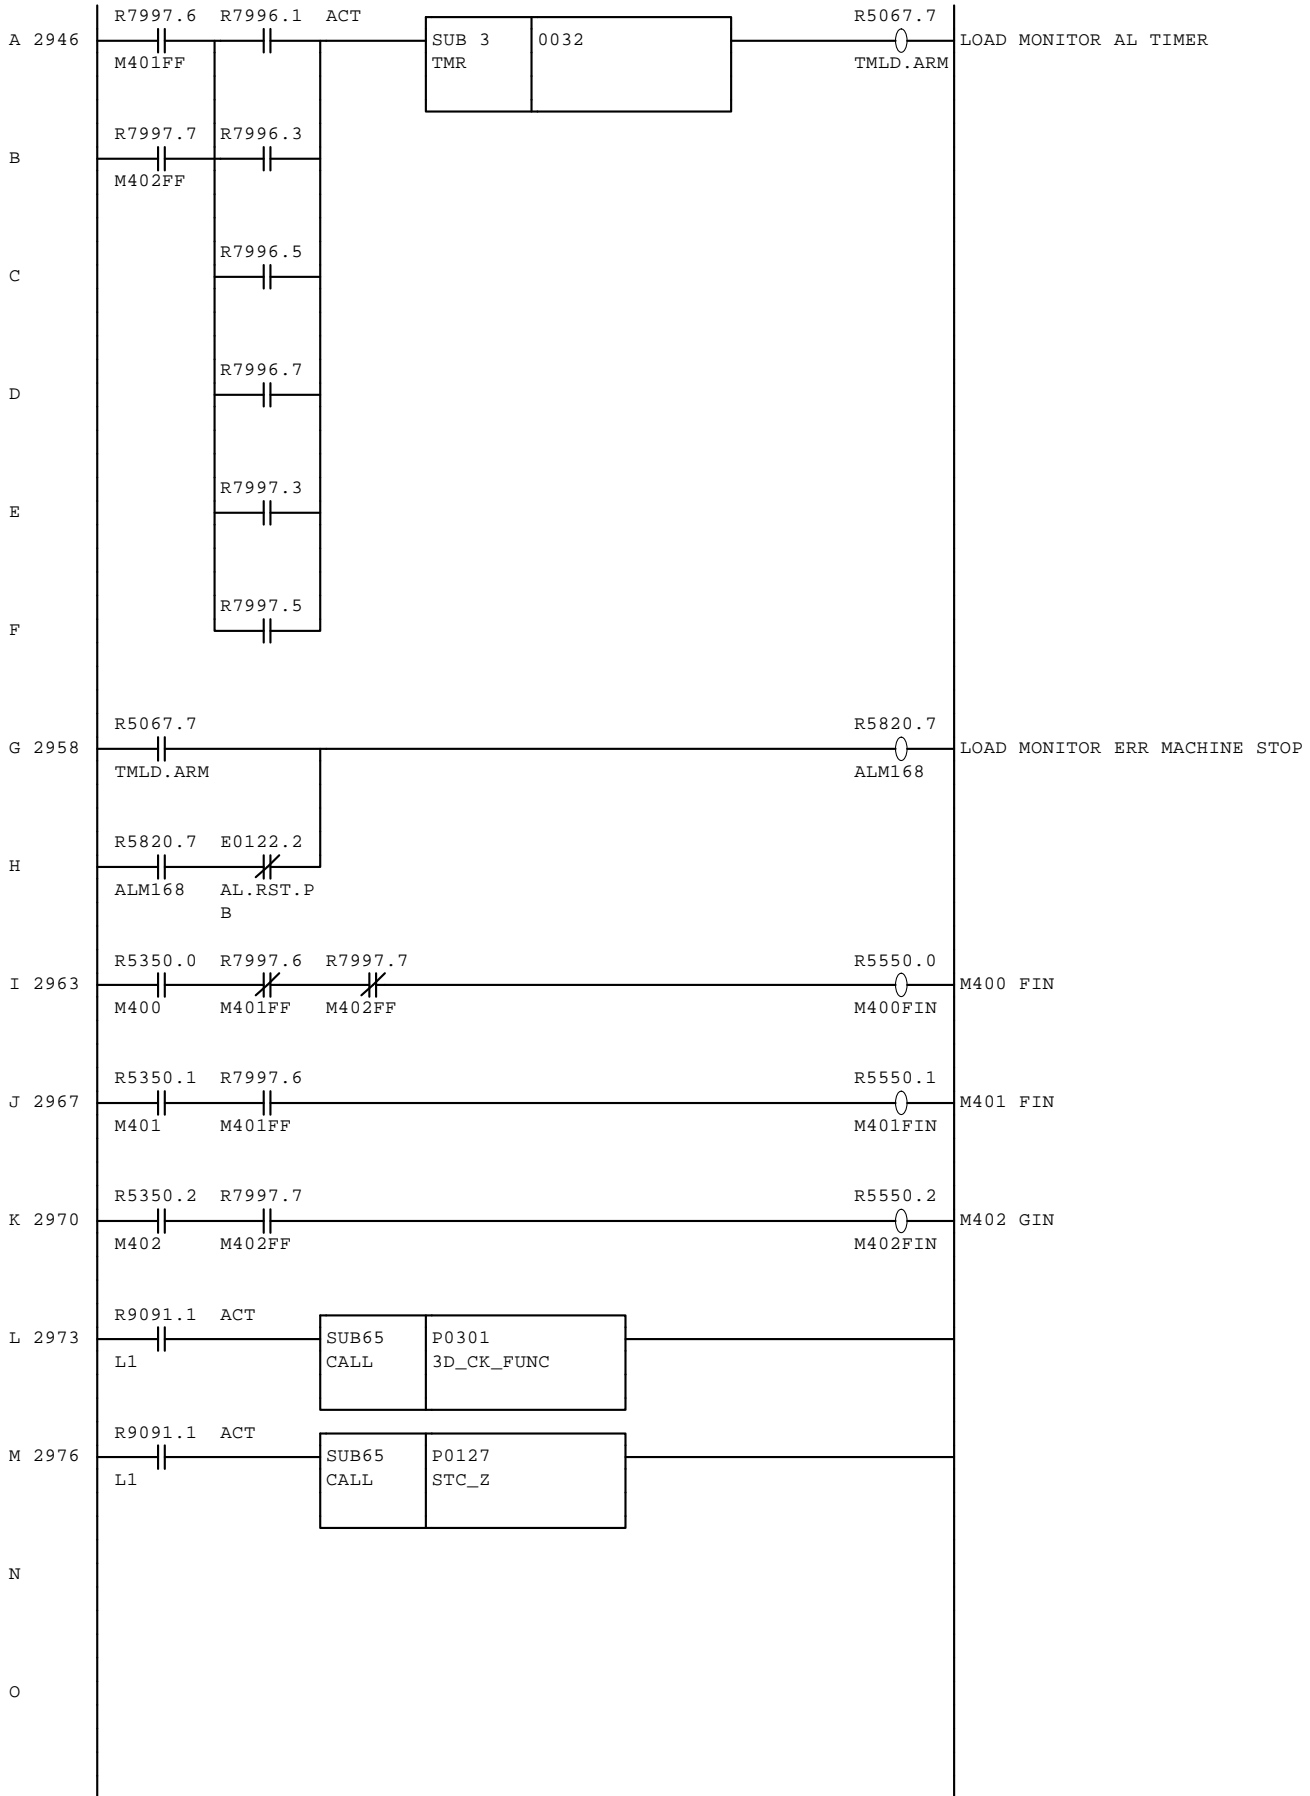 R7997.6 R7996.1 ACT R5067.7
A 2946 SUB 3 0032 LOAD MONITOR AL TIMER
M401FF TMR TMLD.ARM
R7997.7 R7996.3
B
M402FF
R7996.5
C
R7996.7
D
R7997.3
E
R7997.5
F
R5067.7 R5820.7
G 2958 LOAD MONITOR ERR MACHINE STOP
TMLD.ARM ALM168
R5820.7 E0122.2
H
ALM168 AL.RST.P
B
R5350.0 R7997.6 R7997.7 R5550.0
I 2963 M400 FIN
M400 M401FF M402FF M400FIN
R5350.1 R7997.6 R5550.1
J 2967 M401 FIN
M401 M401FF M401FIN
R5350.2 R7997.7 R5550.2
K 2970 M402 GIN
M402 M402FF M402FIN
R9091.1 ACT
L 2973 SUB65 P0301
L1 CALL 3D_CK_FUNC
R9091.1 ACT
M 2976 SUB65 P0127
L1 CALL STC_Z
N
O